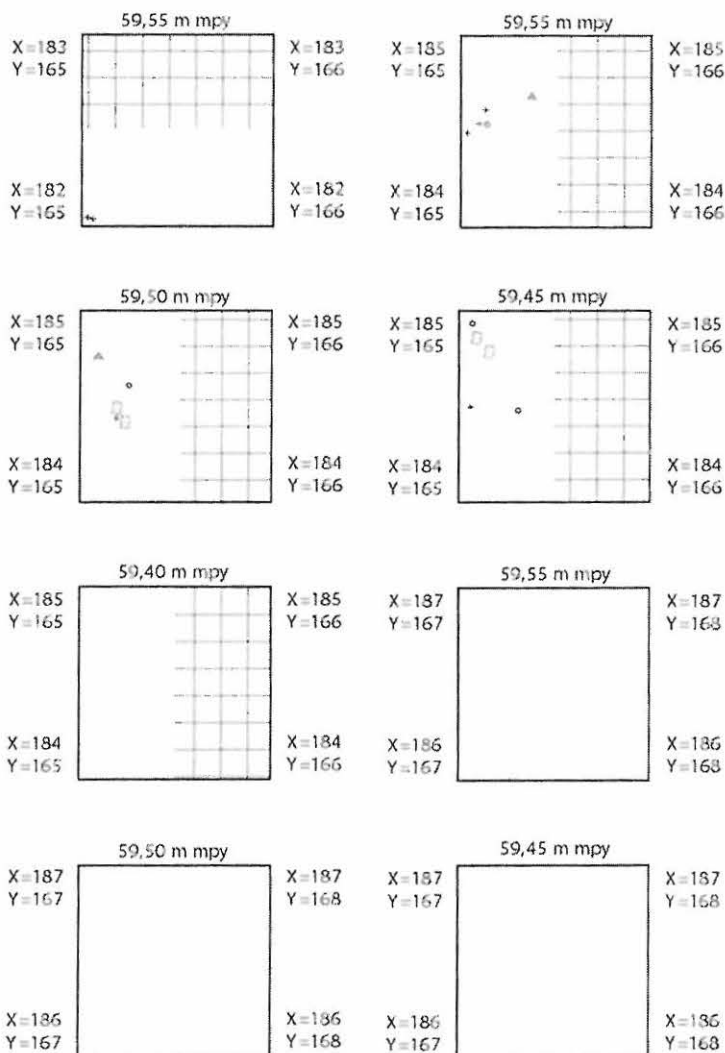 59,55 m mpy
X=183
Y=165
X=183
Y=166
X=182
Y=165
X=182
Y=166
59,55 m mpy
X=185
Y=165
X=185
Y=166
X=184
Y=165
X=184
Y=166
59,50 m mpy
X=185
Y=165
X=185
Y=166
X=184
Y=165
X=184
Y=166
59,45 m mpy
X=185
Y=165
X=185
Y=166
X=184
Y=165
X=184
Y=166
59,40 m mpy
X=185
Y=165
X=185
Y=166
X=184
Y=165
X=184
Y=166
59,55 m mpy
X=187
Y=167
X=187
Y=168
X=186
Y=167
X=186
Y=168
59,50 m mpy
X=187
Y=167
X=187
Y=168
X=186
Y=167
X=186
Y=168
59,45 m mpy
X=187
Y=167
X=187
Y=168
X=186
Y=167
X=186
Y=168